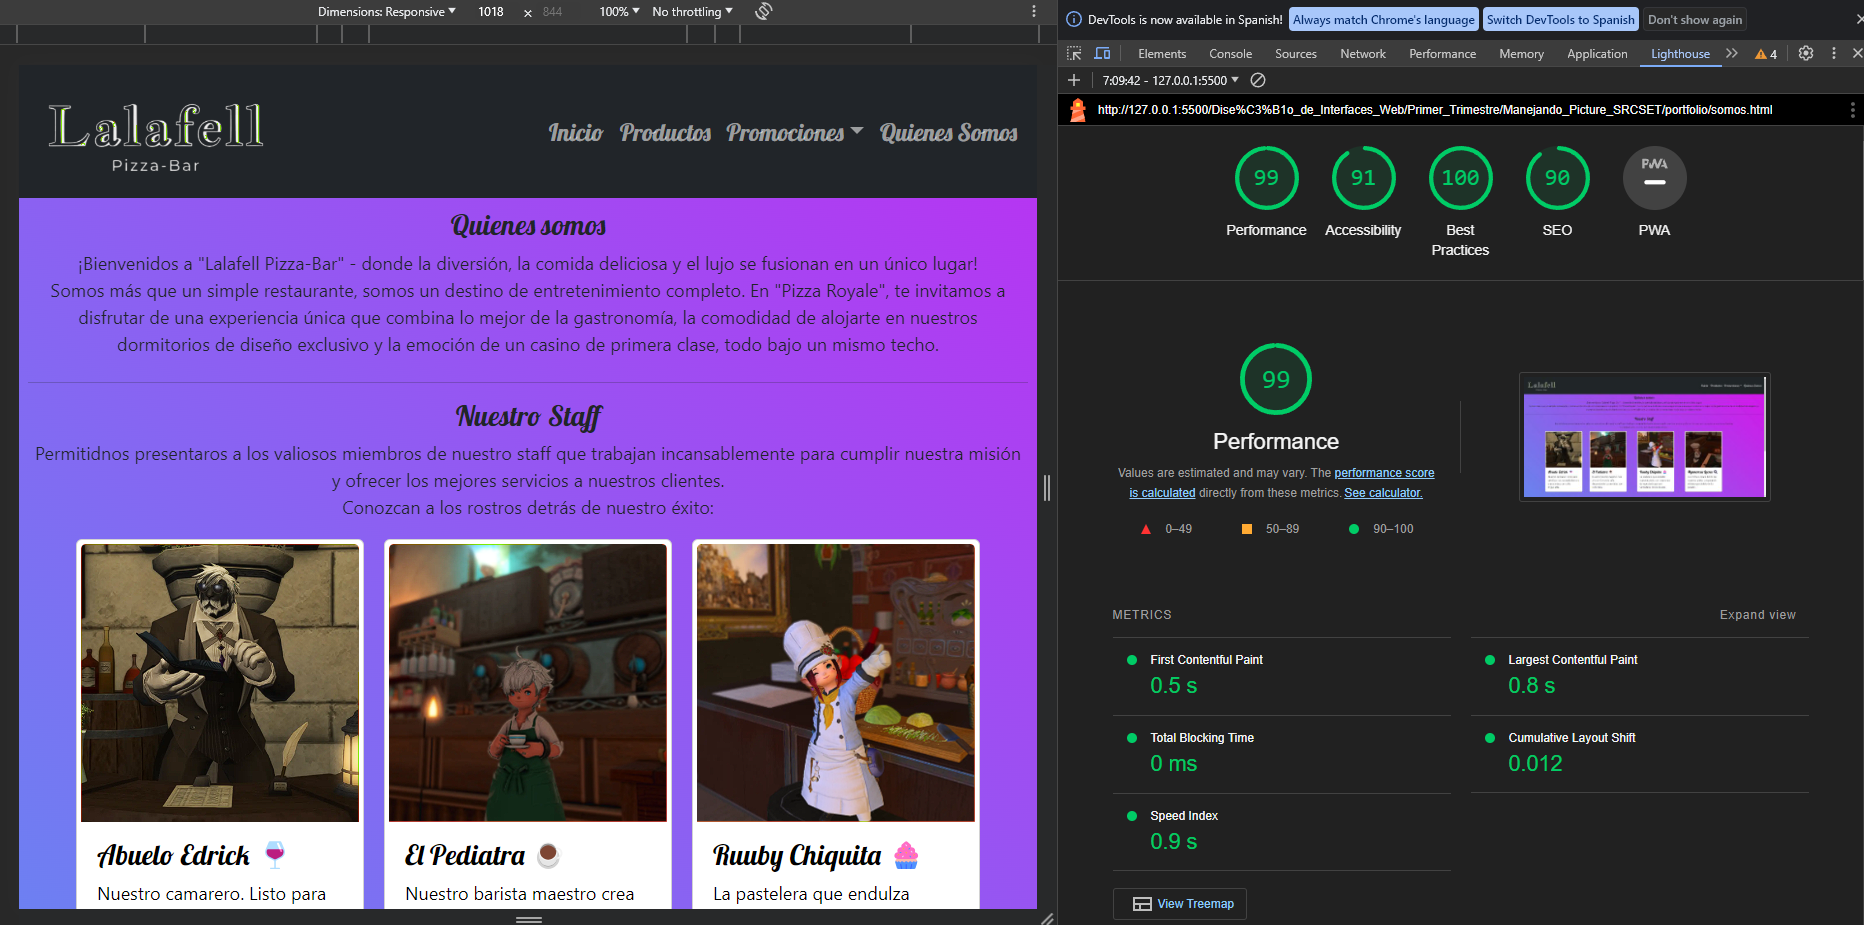 Dimensions: Responsive 1018 × 844 100% No throttling
Lalafell
Pizza-Bar
Inicio Productos Promociones Quienes Somos
Quienes somos
¡Bienvenidos a "Lalafell Pizza-Bar" - donde la diversión, la comida deliciosa y el lujo se fusionan en un único lugar!
Somos más que un simple restaurante, somos un destino de entretenimiento completo. En "Pizza Royale", te invitamos a
disfrutar de una experiencia única que combina lo mejor de la gastronomía, la comodidad de alojarte en nuestros
dormitorios de diseño exclusivo y la emoción de un casino de primera clase, todo bajo un mismo techo.
Nuestro Staff
Permitidnos presentaros a los valiosos miembros de nuestro staff que trabajan incansablemente para cumplir nuestra misión
y ofrecer los mejores servicios a nuestros clientes.
Conozcan a los rostros detrás de nuestro éxito:
Abuelo Edrick 🍷
Nuestro camarero. Listo para
El Pediatra ☕
Nuestro barista maestro crea
Ruuby Chiquita 🧁
La pastelera que endulza
DevTools is now available in Spanish! Always match Chrome's language Switch DevTools to Spanish Don't show again
Elements Console Sources Network Performance Memory Application Lighthouse 4
7:09:42 - 127.0.0.1:5500
http://127.0.0.1:5500/Dise%C3%B1o_de_Interfaces_Web/Primer_Trimestre/Manejando_Picture_SRCSET/portfolio/somos.html
99 91 100 90 PWA
Performance Accessibility Best Practices SEO PWA
99
Performance
Values are estimated and may vary. The performance score
is calculated directly from these metrics. See calculator.
0–49 50–89 90–100
METRICS Expand view
First Contentful Paint
0.5 s
Largest Contentful Paint
0.8 s
Total Blocking Time
0 ms
Cumulative Layout Shift
0.012
Speed Index
0.9 s
View Treemap